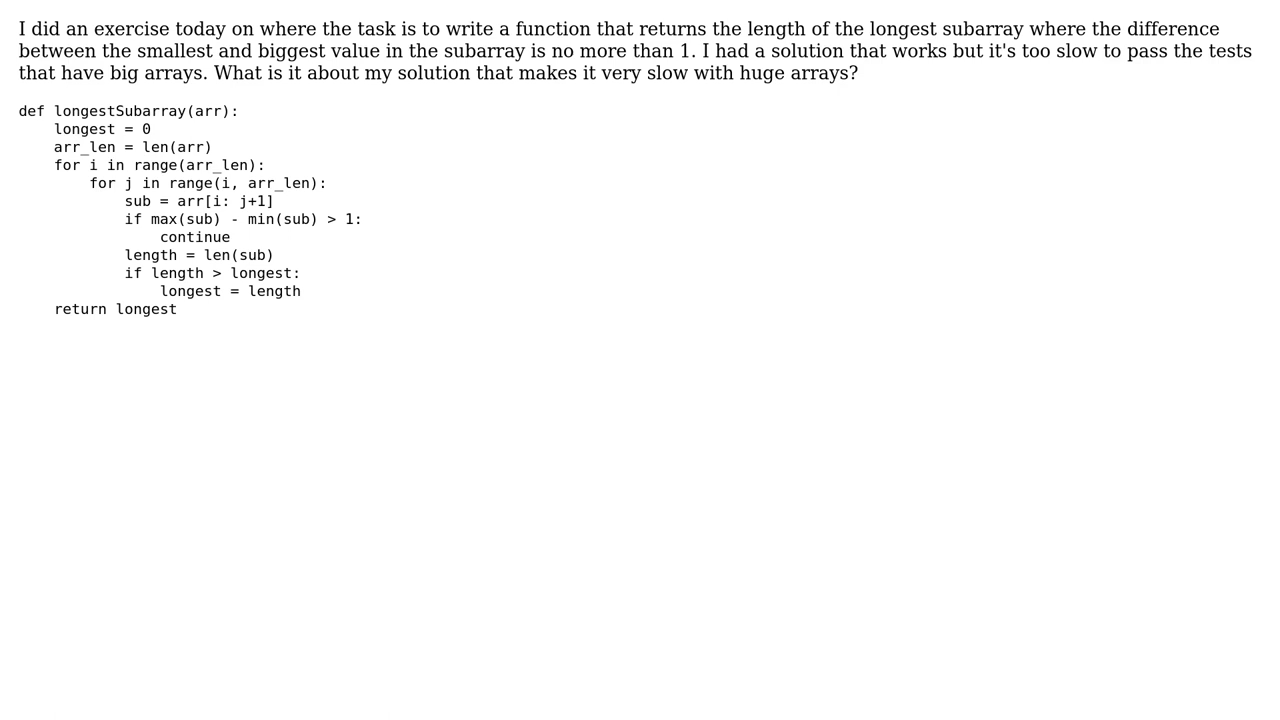 I did an exercise today on where the task is to write a function that returns the length of the longest subarray where the difference
between the smallest and biggest value in the subarray is no more than 1. I had a solution that works but it's too slow to pass the tests
that have big arrays. What is it about my solution that makes it very slow with huge arrays?
def longestSubarray(arr):
    longest = 0
    arr_len = len(arr)
    for i in range(arr_len):
        for j in range(i, arr_len):
            sub = arr[i: j+1]
            if max(sub) - min(sub) > 1:
                continue
            length = len(sub)
            if length > longest:
                longest = length
    return longest